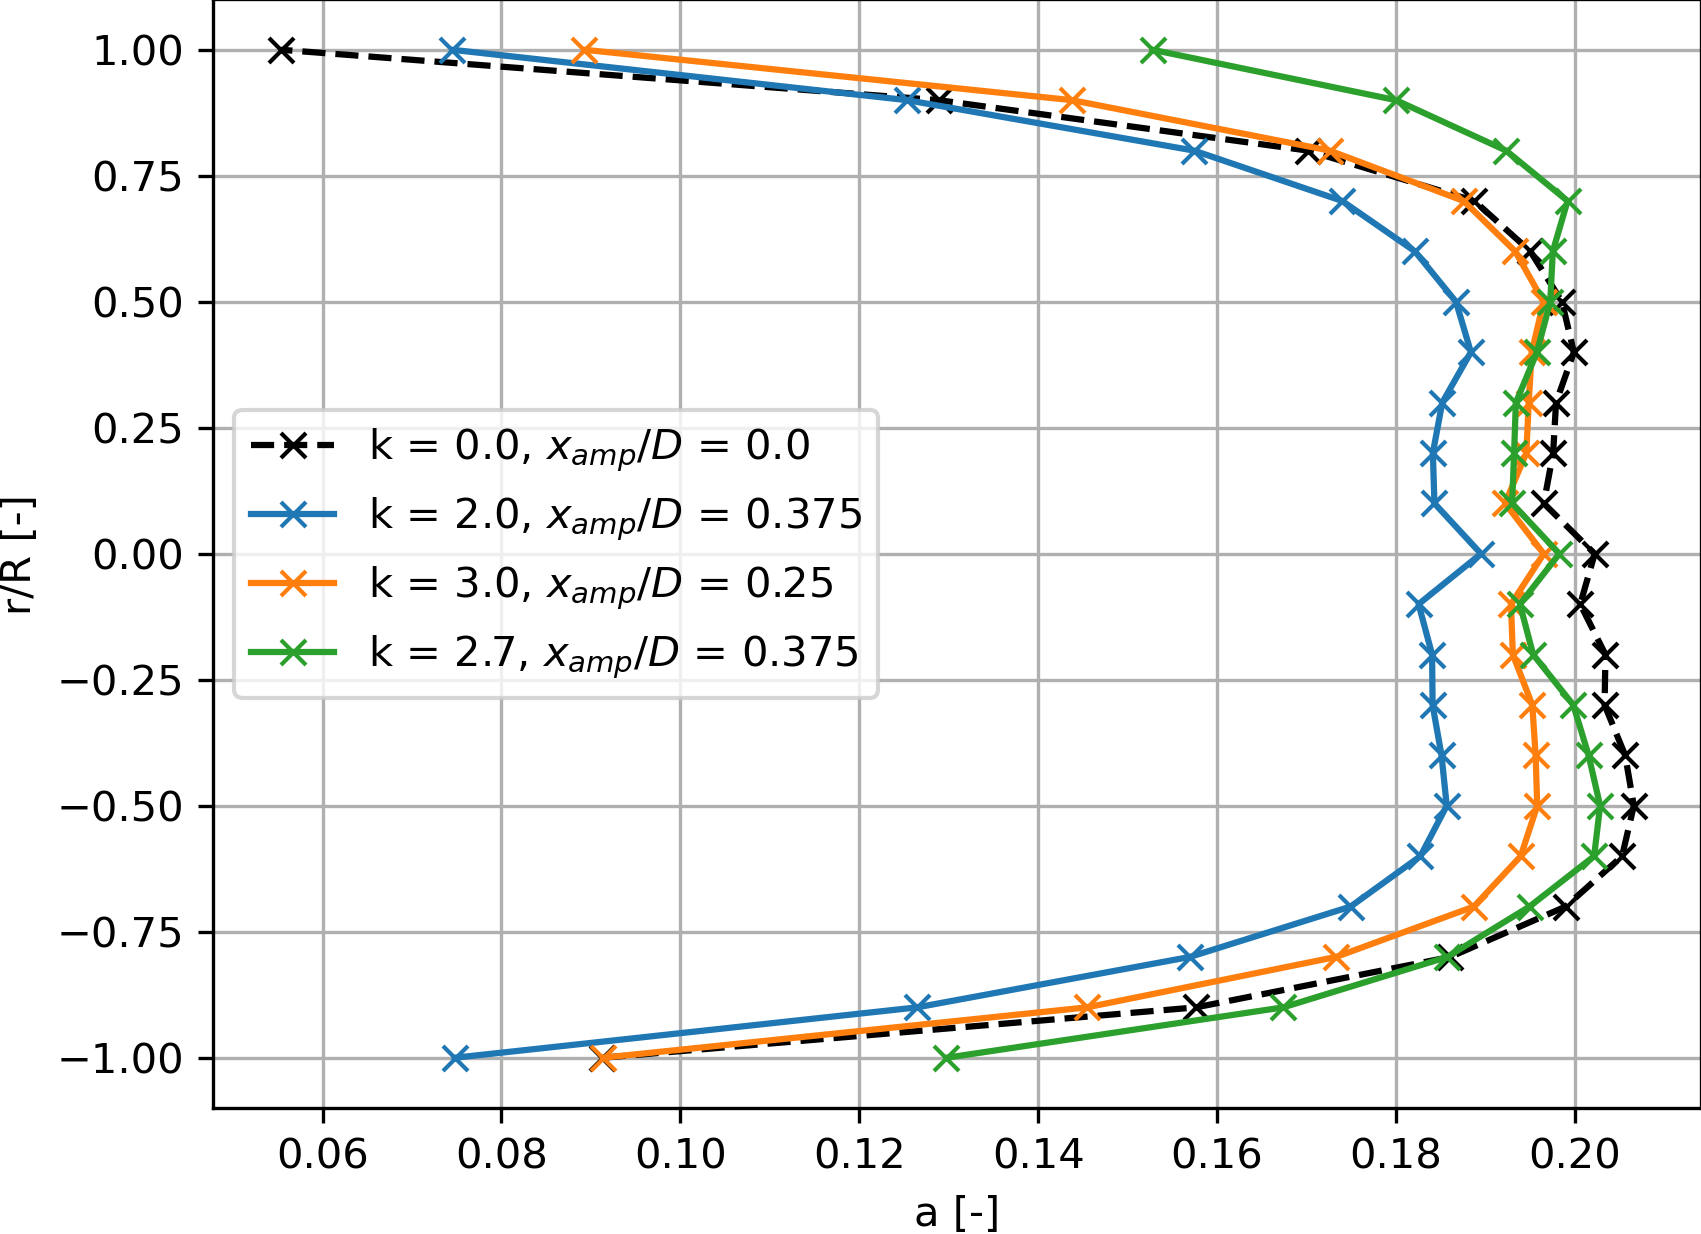 1.00
0.75
0.50
0.25
0.00
−0.25
−0.50
−0.75
−1.00
r/R [-]
k = 0.0, x_amp/D = 0.0
k = 2.0, x_amp/D = 0.375
k = 3.0, x_amp/D = 0.25
k = 2.7, x_amp/D = 0.375
0.06 0.08 0.10 0.12 0.14 0.16 0.18 0.20
a [-]